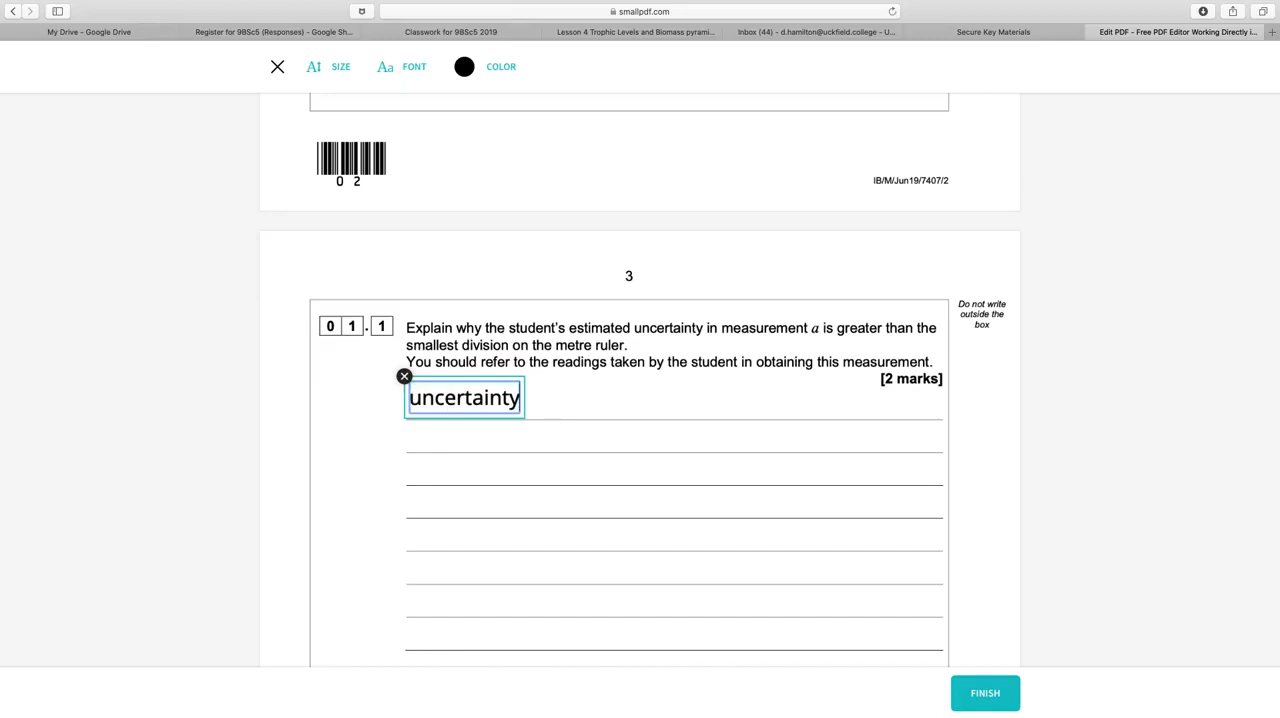 smallpdf.com
My Drive - Google Drive
Register for 9BSc5 (Responses) - Google Sh...
Classwork for 9BSc5 2019
Lesson 4 Trophic Levels and Biomass pyrami...
Inbox (44) - d.hamilton@uckfield.college - U...
Secure Key Materials
Edit PDF - Free PDF Editor Working Directly i...
A SIZE
Aa FONT
COLOR
0 2
IB/M/Jun19/7407/2
3
0 1 . 1
Explain why the student's estimated uncertainty in measurement a is greater than the
smallest division on the metre ruler.
You should refer to the readings taken by the student in obtaining this measurement.
[2 marks]
uncertainty
Do not write
outside the
box
FINISH